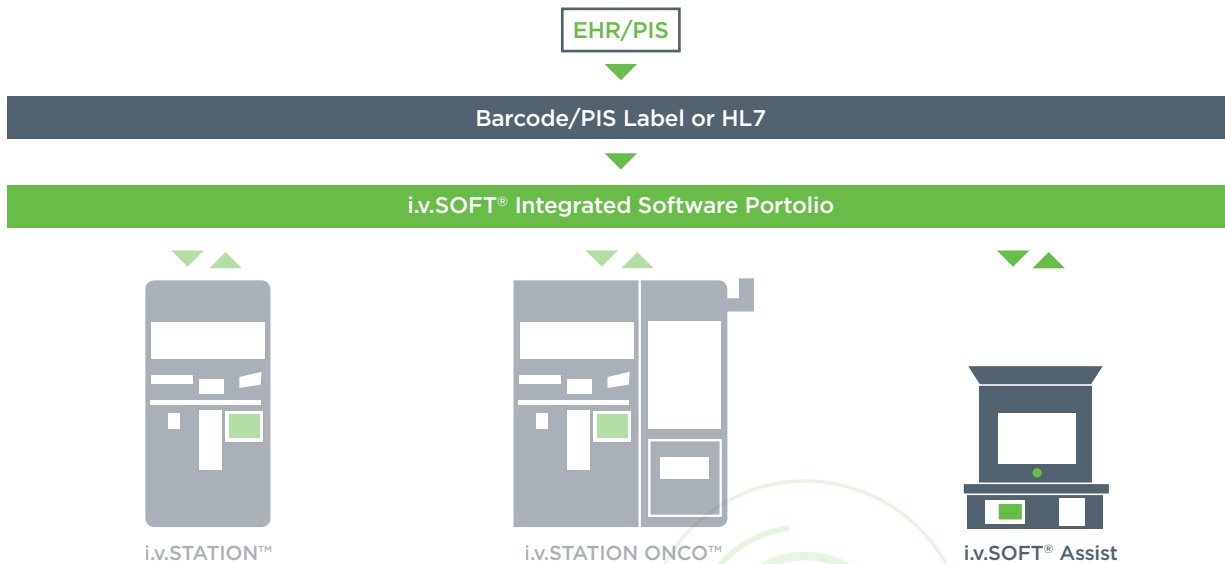 EHR/PIS
Barcode/PIS Label or HL7
i.v.SOFT® Integrated Software Portolio
i.v.STATION™
i.v.STATION ONCO™
i.v.SOFT® Assist